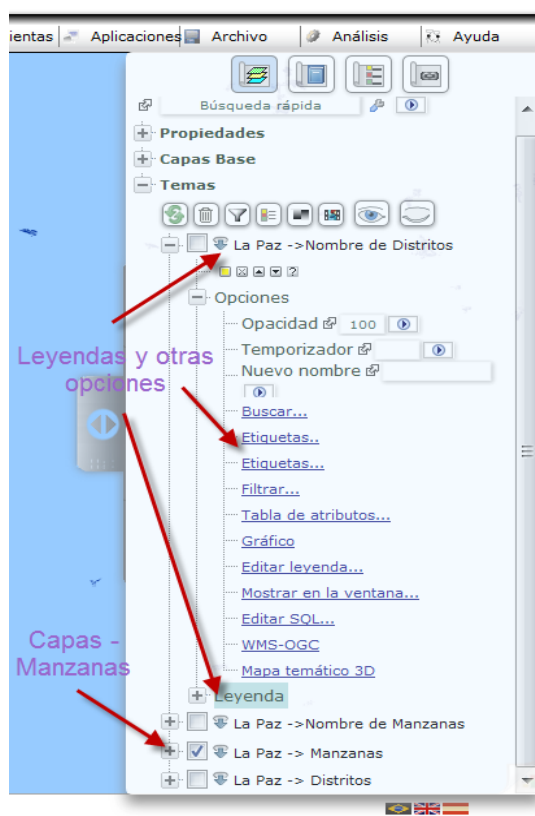 ientas Aplicaciones Archivo Análisis Ayuda
Búsqueda rápida
Propiedades
Capas Base
Temas
La Paz ->Nombre de Distritos
Opciones
Opacidad 100
Temporizador
Nuevo nombre
Buscar...
Etiquetas..
Etiquetas...
Filtrar...
Tabla de atributos...
Gráfico
Editar leyenda...
Mostrar en la ventana...
Editar SQL...
WMS-OGC
Mapa temático 3D
Leyenda
La Paz ->Nombre de Manzanas
La Paz -> Manzanas
La Paz -> Distritos
Leyendas y otras
opciones
Capas -
Manzanas